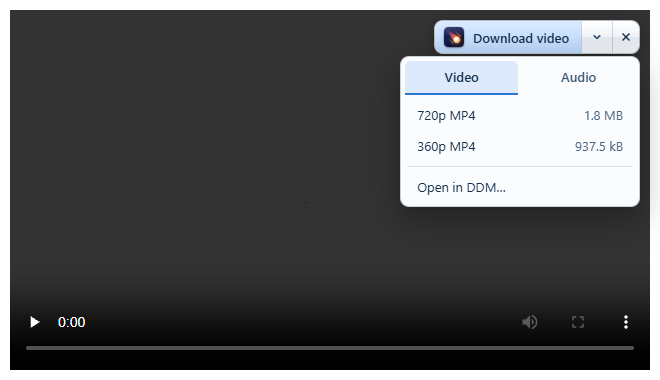 Download video
Video Audio
720p MP4 1.8 MB
360p MP4 937.5 kB
Open in DDM...
0:00